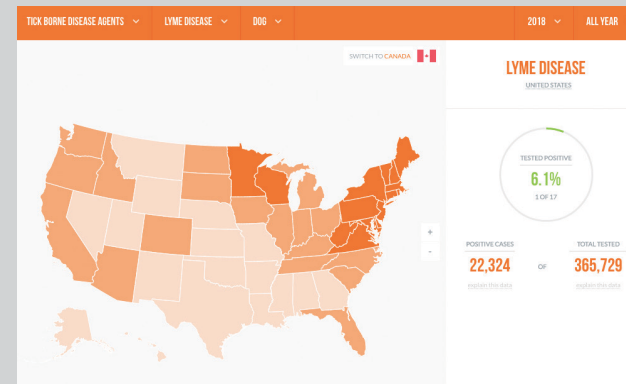 TICK BORNE DISEASE AGENTS LYME DISEASE DOG 2018 ALL YEAR
SWITCH TO CANADA
LYME DISEASE
UNITED STATES
TESTED POSITIVE
6.1%
1 OF 17
+
-
POSITIVE CASES TOTAL TESTED
22,324 OF 365,729
explain this data explain this data